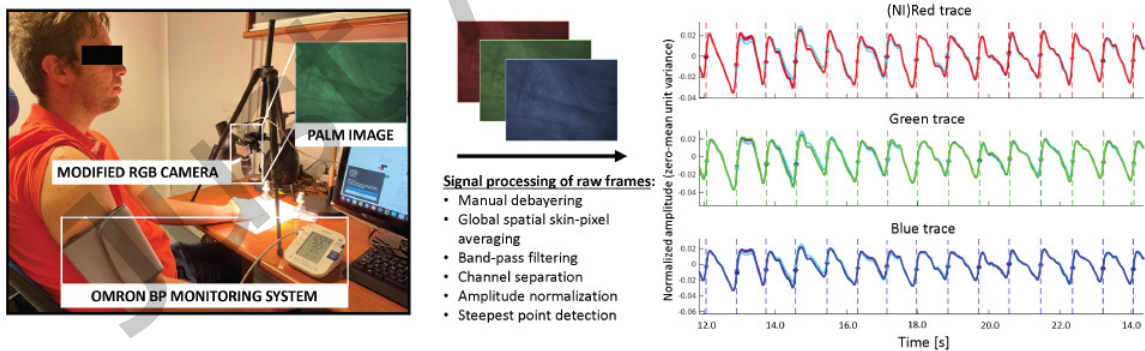 PALM IMAGE
MODIFIED RGB CAMERA
OMRON BP MONITORING SYSTEM
Signal processing of raw frames:
• Manual debayering
• Global spatial skin-pixel
averaging
• Band-pass filtering
• Channel separation
• Amplitude normalization
• Steepest point detection
Normalized amplitude (zero-mean unit variance)
(NI)Red trace
0.02
0
-0.02
-0.04
Green trace
0.02
0
-0.02
-0.04
Blue trace
0.02
0
-0.02
-0.04
-0.06
12.0 14.0 16.0 18.0 20.0 22.0 24.0
Time [s]